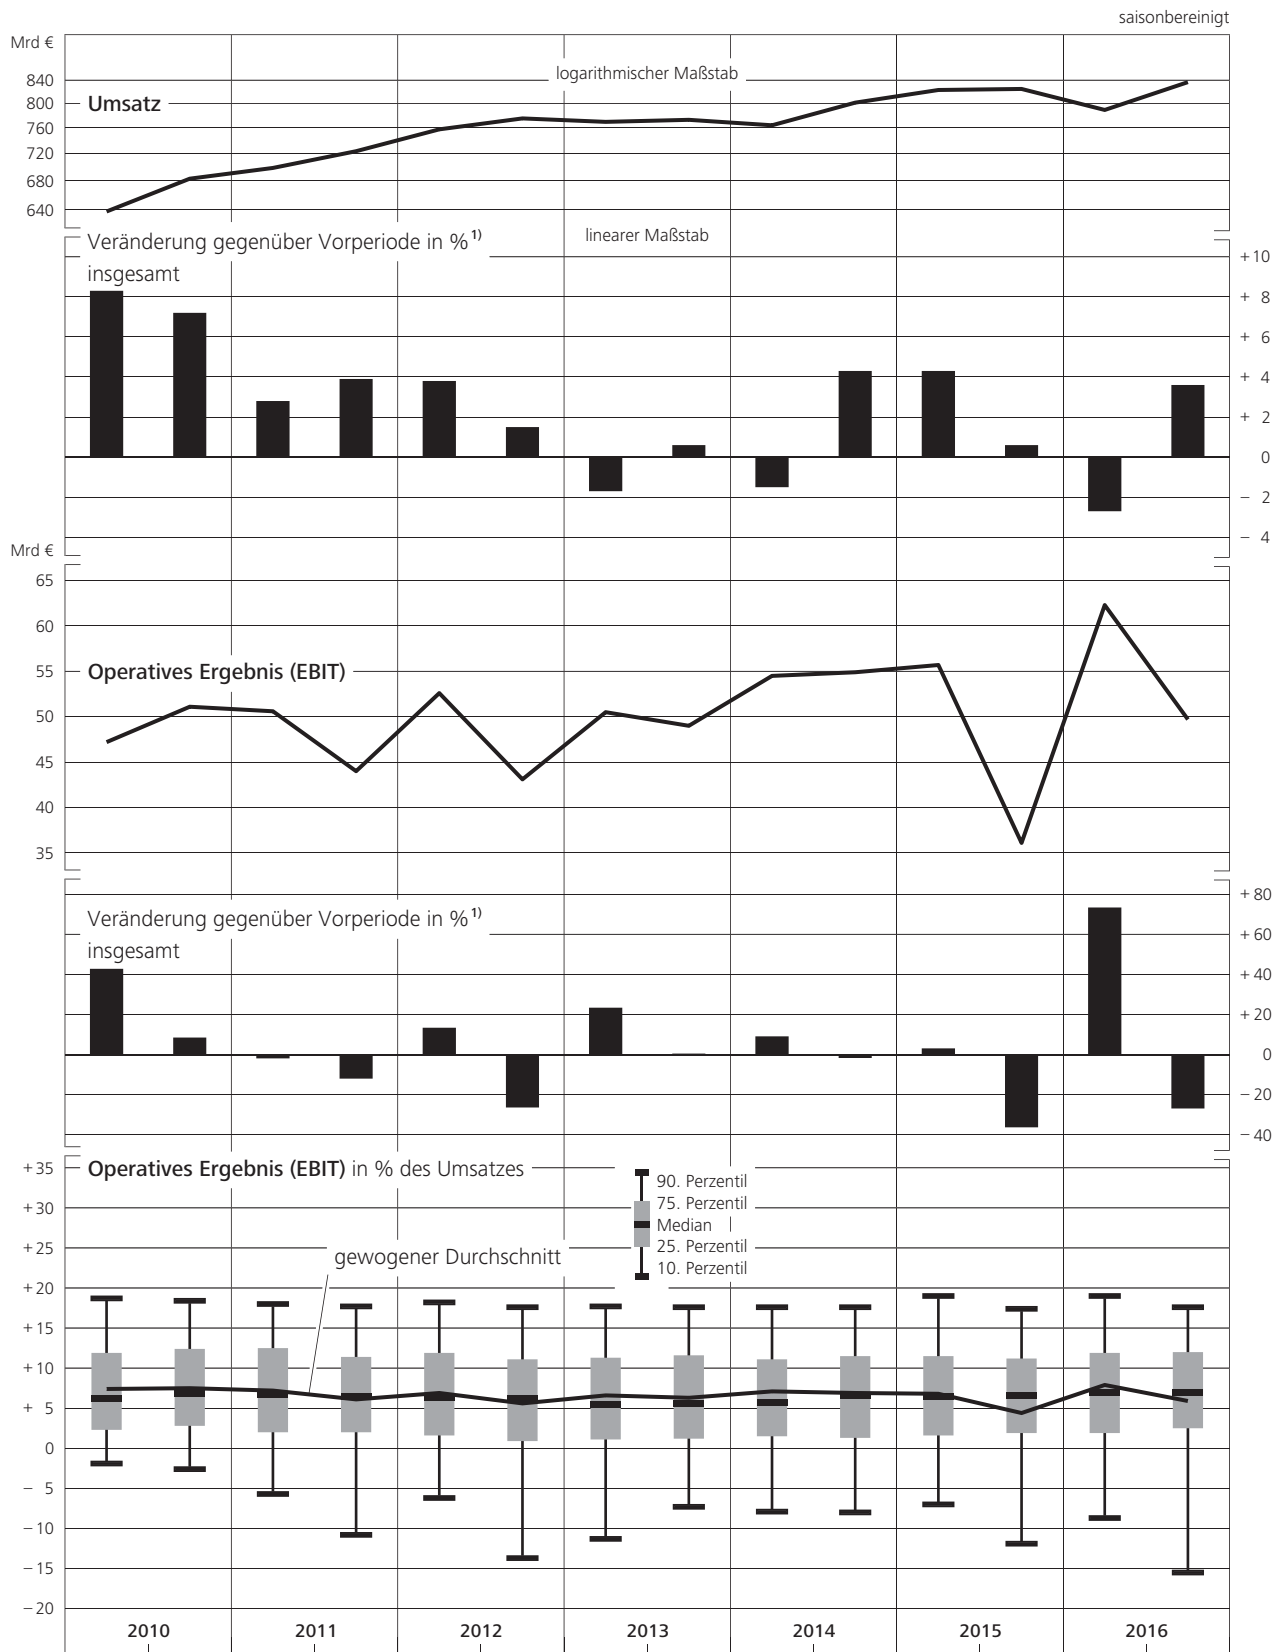 saisonbereinigt
Mrd €
logarithmischer Maßstab
840
Umsatz
800
760
720
680
640
Veränderung gegenüber Vorperiode in %¹⁾
linearer Maßstab
insgesamt
+ 10
+ 8
+ 6
+ 4
+ 2
0
− 2
− 4
Mrd €
65
60
Operatives Ergebnis (EBIT)
55
50
45
40
35
Veränderung gegenüber Vorperiode in %¹⁾
insgesamt
+ 80
+ 60
+ 40
+ 20
0
− 20
− 40
Operatives Ergebnis (EBIT) in % des Umsatzes
90. Perzentil
75. Perzentil
Median
25. Perzentil
10. Perzentil
gewogener Durchschnitt
+ 35
+ 30
+ 25
+ 20
+ 15
+ 10
+ 5
0
− 5
− 10
− 15
− 20
2010 2011 2012 2013 2014 2015 2016